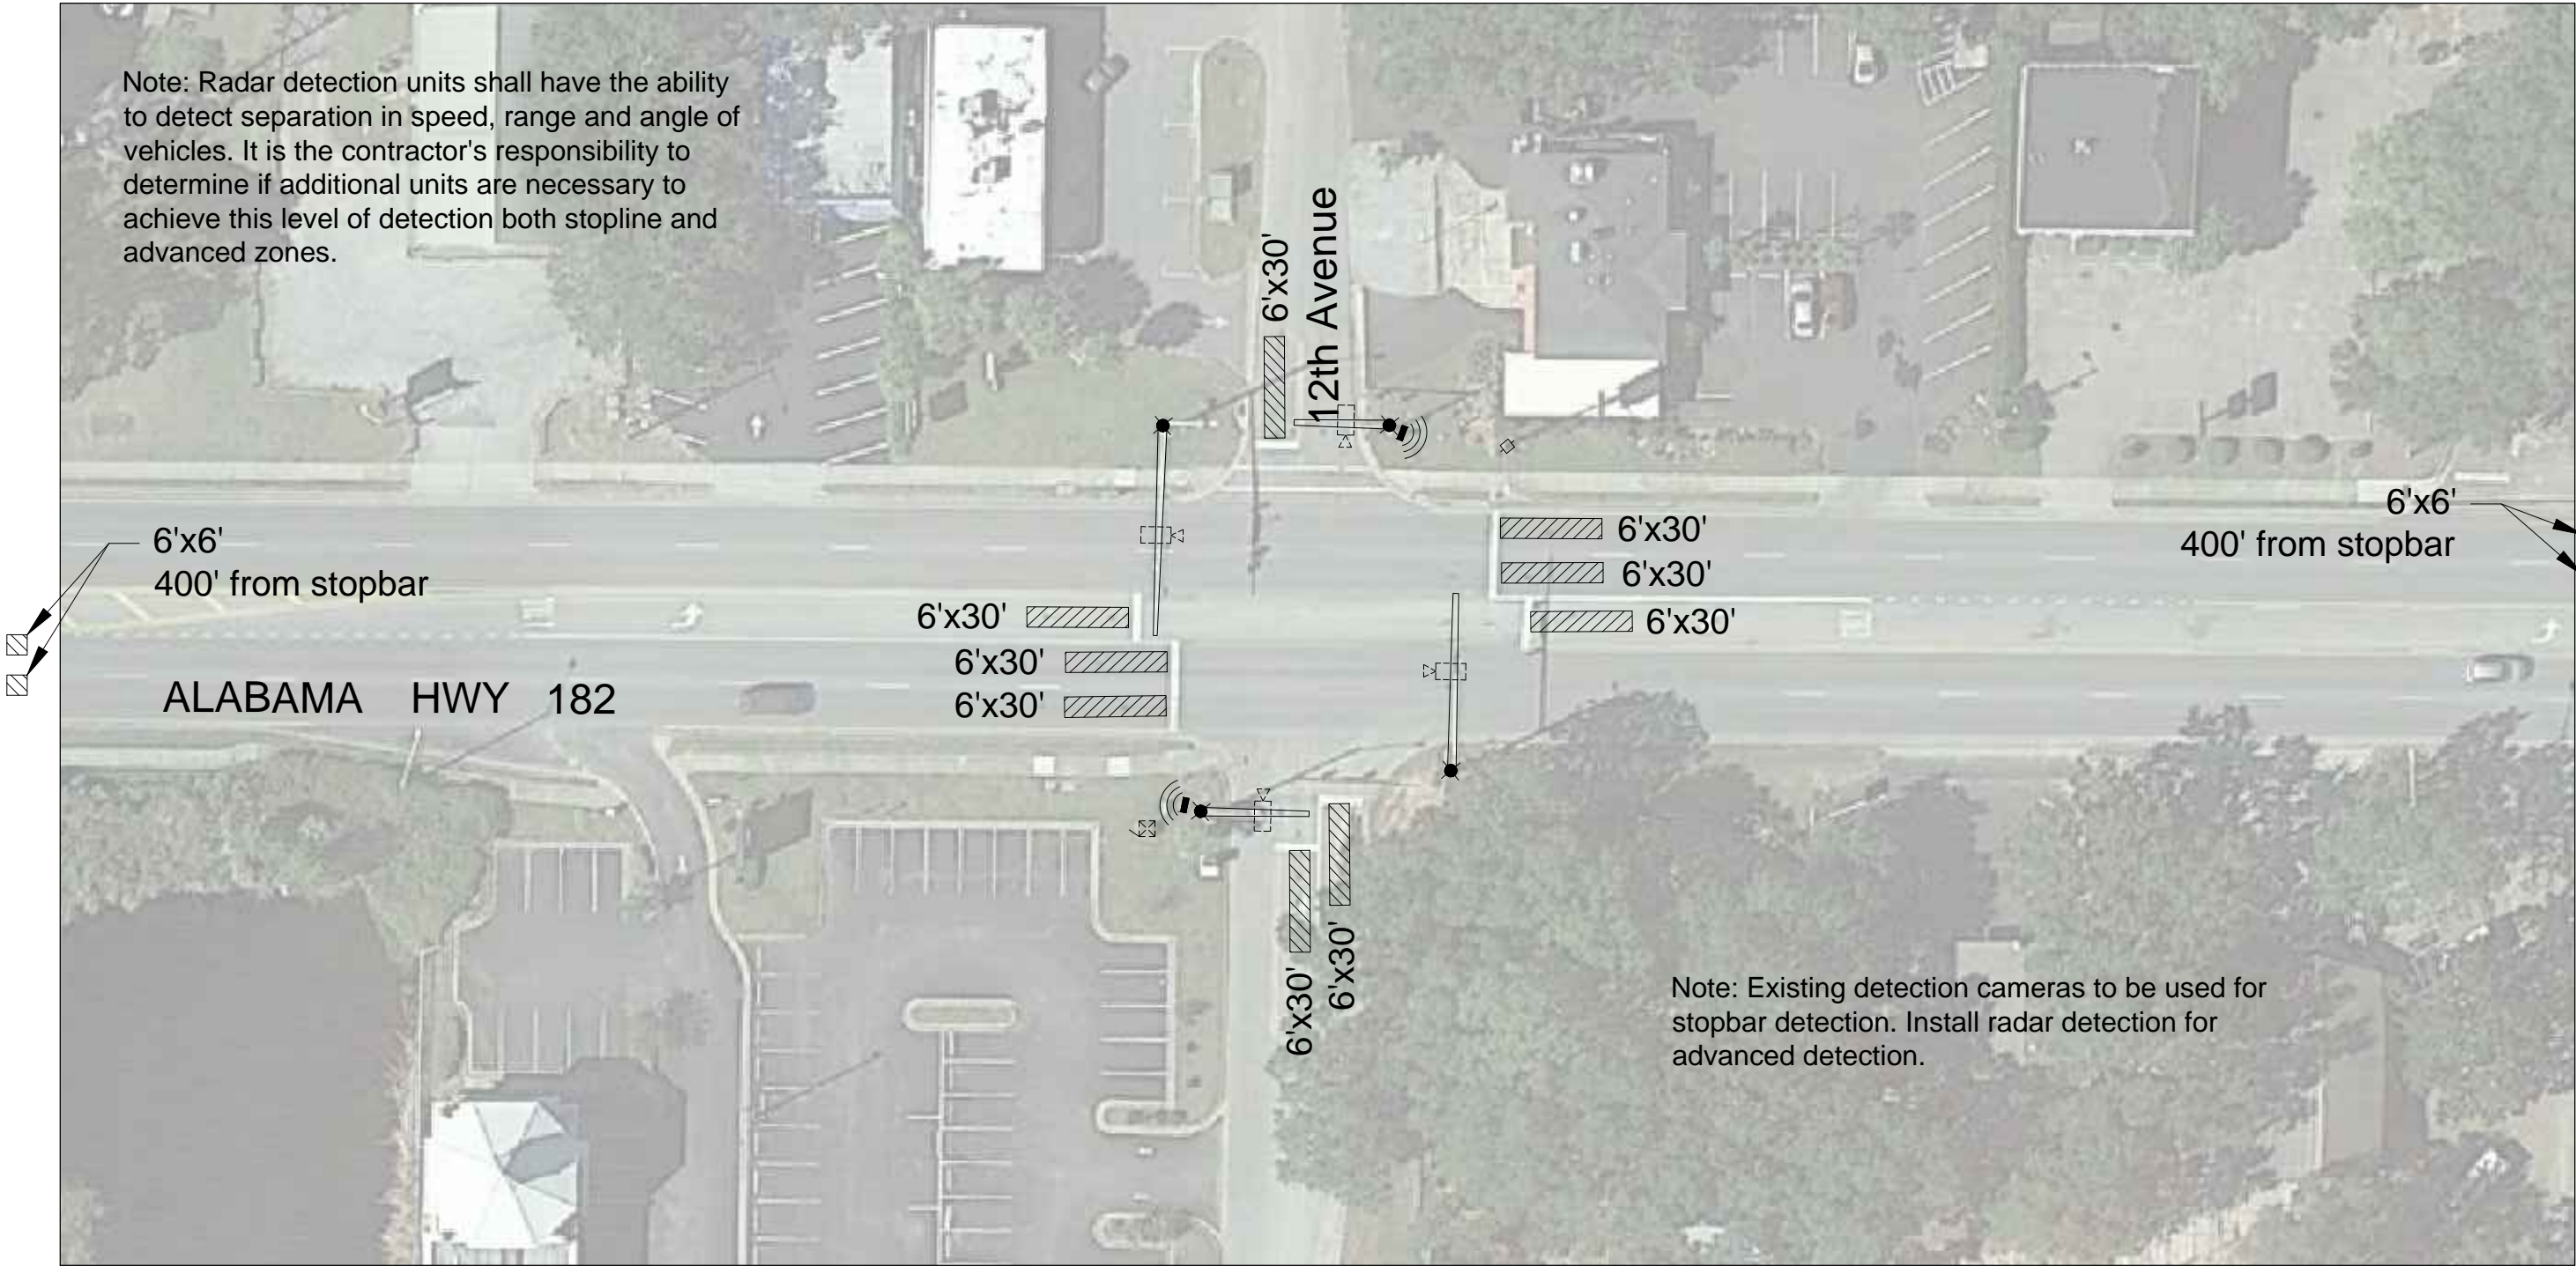 Note: Radar detection units shall have the ability
to detect separation in speed, range and angle of
vehicles. It is the contractor's responsibility to
determine if additional units are necessary to
achieve this level of detection both stopline and
advanced zones.
6'x30'
12th Avenue
6'x6'
400' from stopbar
6'x6'
400' from stopbar
6'x30'
6'x30'
6'x30'
6'x30'
6'x30'
6'x30'
ALABAMA HWY 182
6'x30'
6'x30'
Note: Existing detection cameras to be used for
stopbar detection. Install radar detection for
advanced detection.